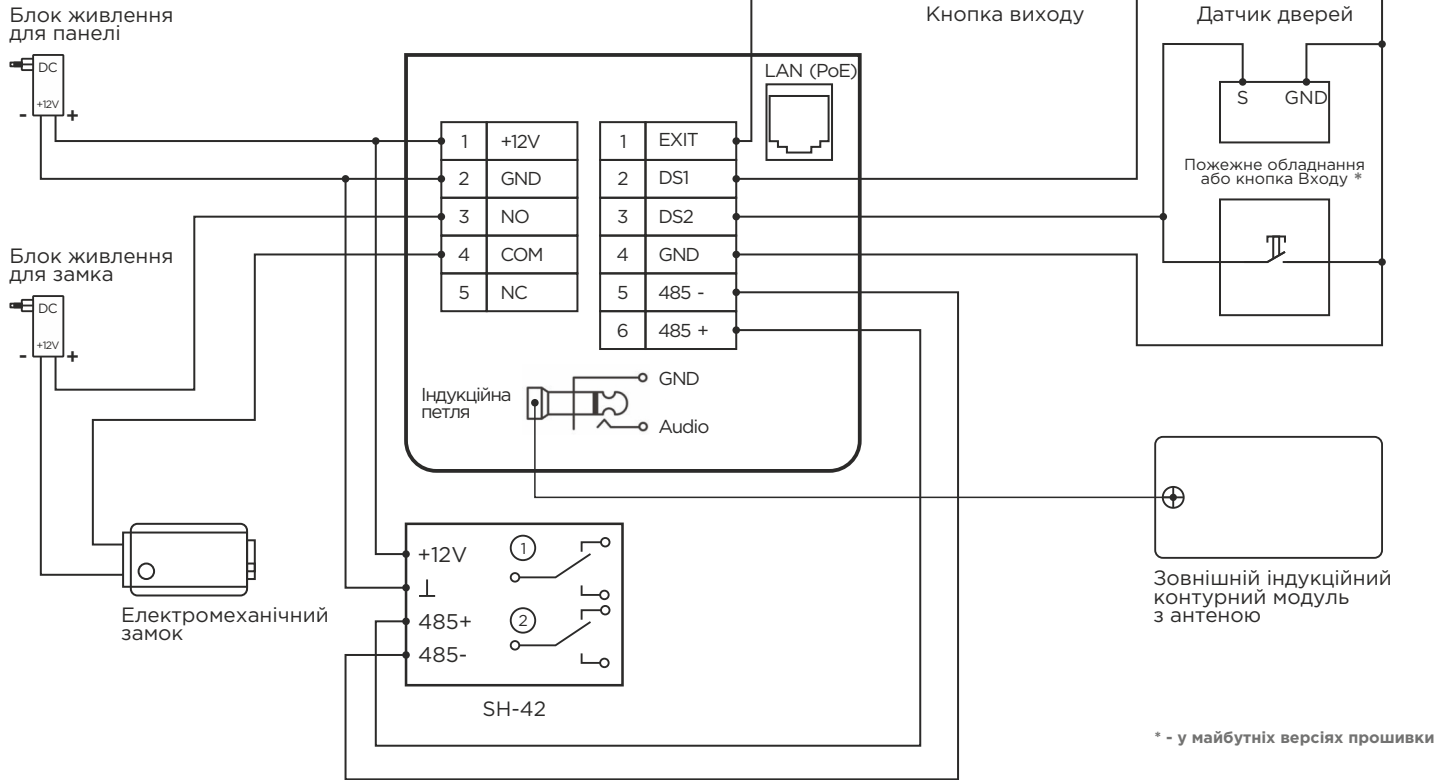 Блок живлення
для панелі
DC
+12V
- +
Кнопка виходу
Датчик дверей
S GND
Пожежне обладнання
або кнопка Входу *
LAN (PoE)
1 +12V
2 GND
3 NO
4 COM
5 NC
1 EXIT
2 DS1
3 DS2
4 GND
5 485 -
6 485 +
Блок живлення
для замка
DC
+12V
- +
Індукційна
петля
GND
Audio
Електромеханічний
замок
+12V
⊥
485+
485-
1
2
SH-42
Зовнішній індукційний
контурний модуль
з антеною
* - у майбутніх версіях прошивки